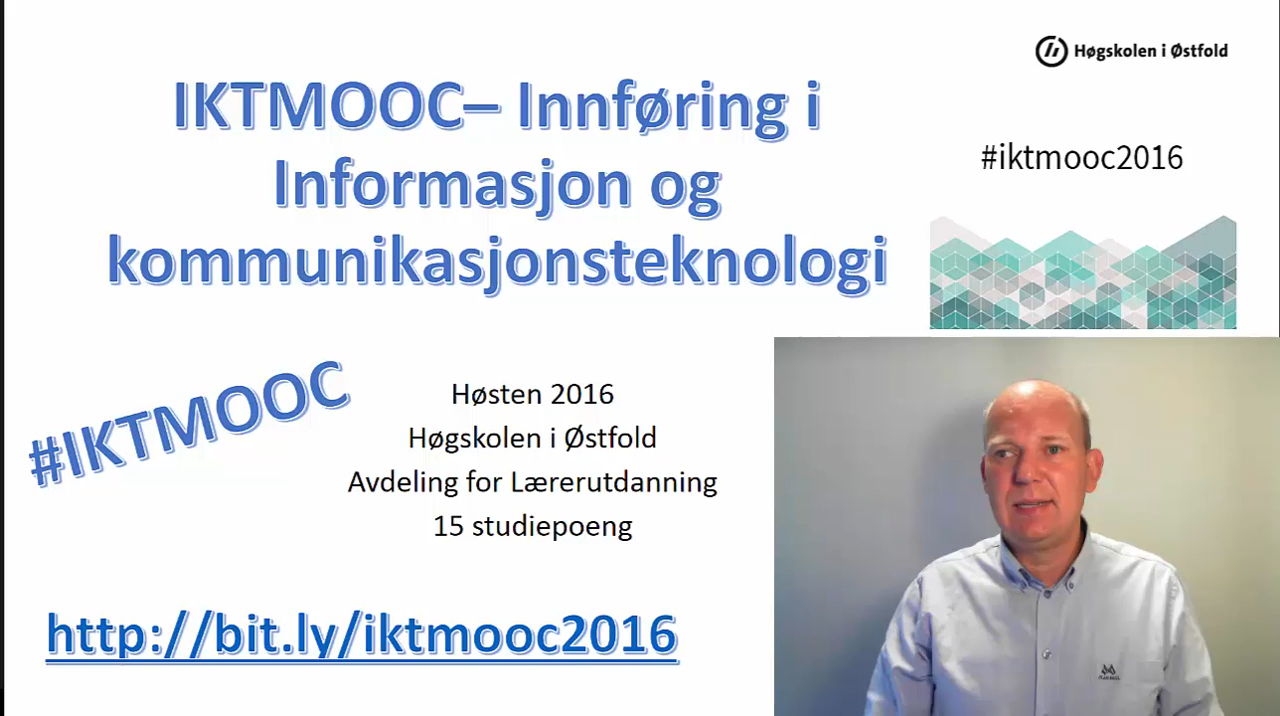 Høgskolen i Østfold
IKTMOOC– Innføring i
Informasjon og
kommunikasjonsteknologi
#iktmooc2016
#IKTMOOC
Høsten 2016
Høgskolen i Østfold
Avdeling for Lærerutdanning
15 studiepoeng
http://bit.ly/iktmooc2016